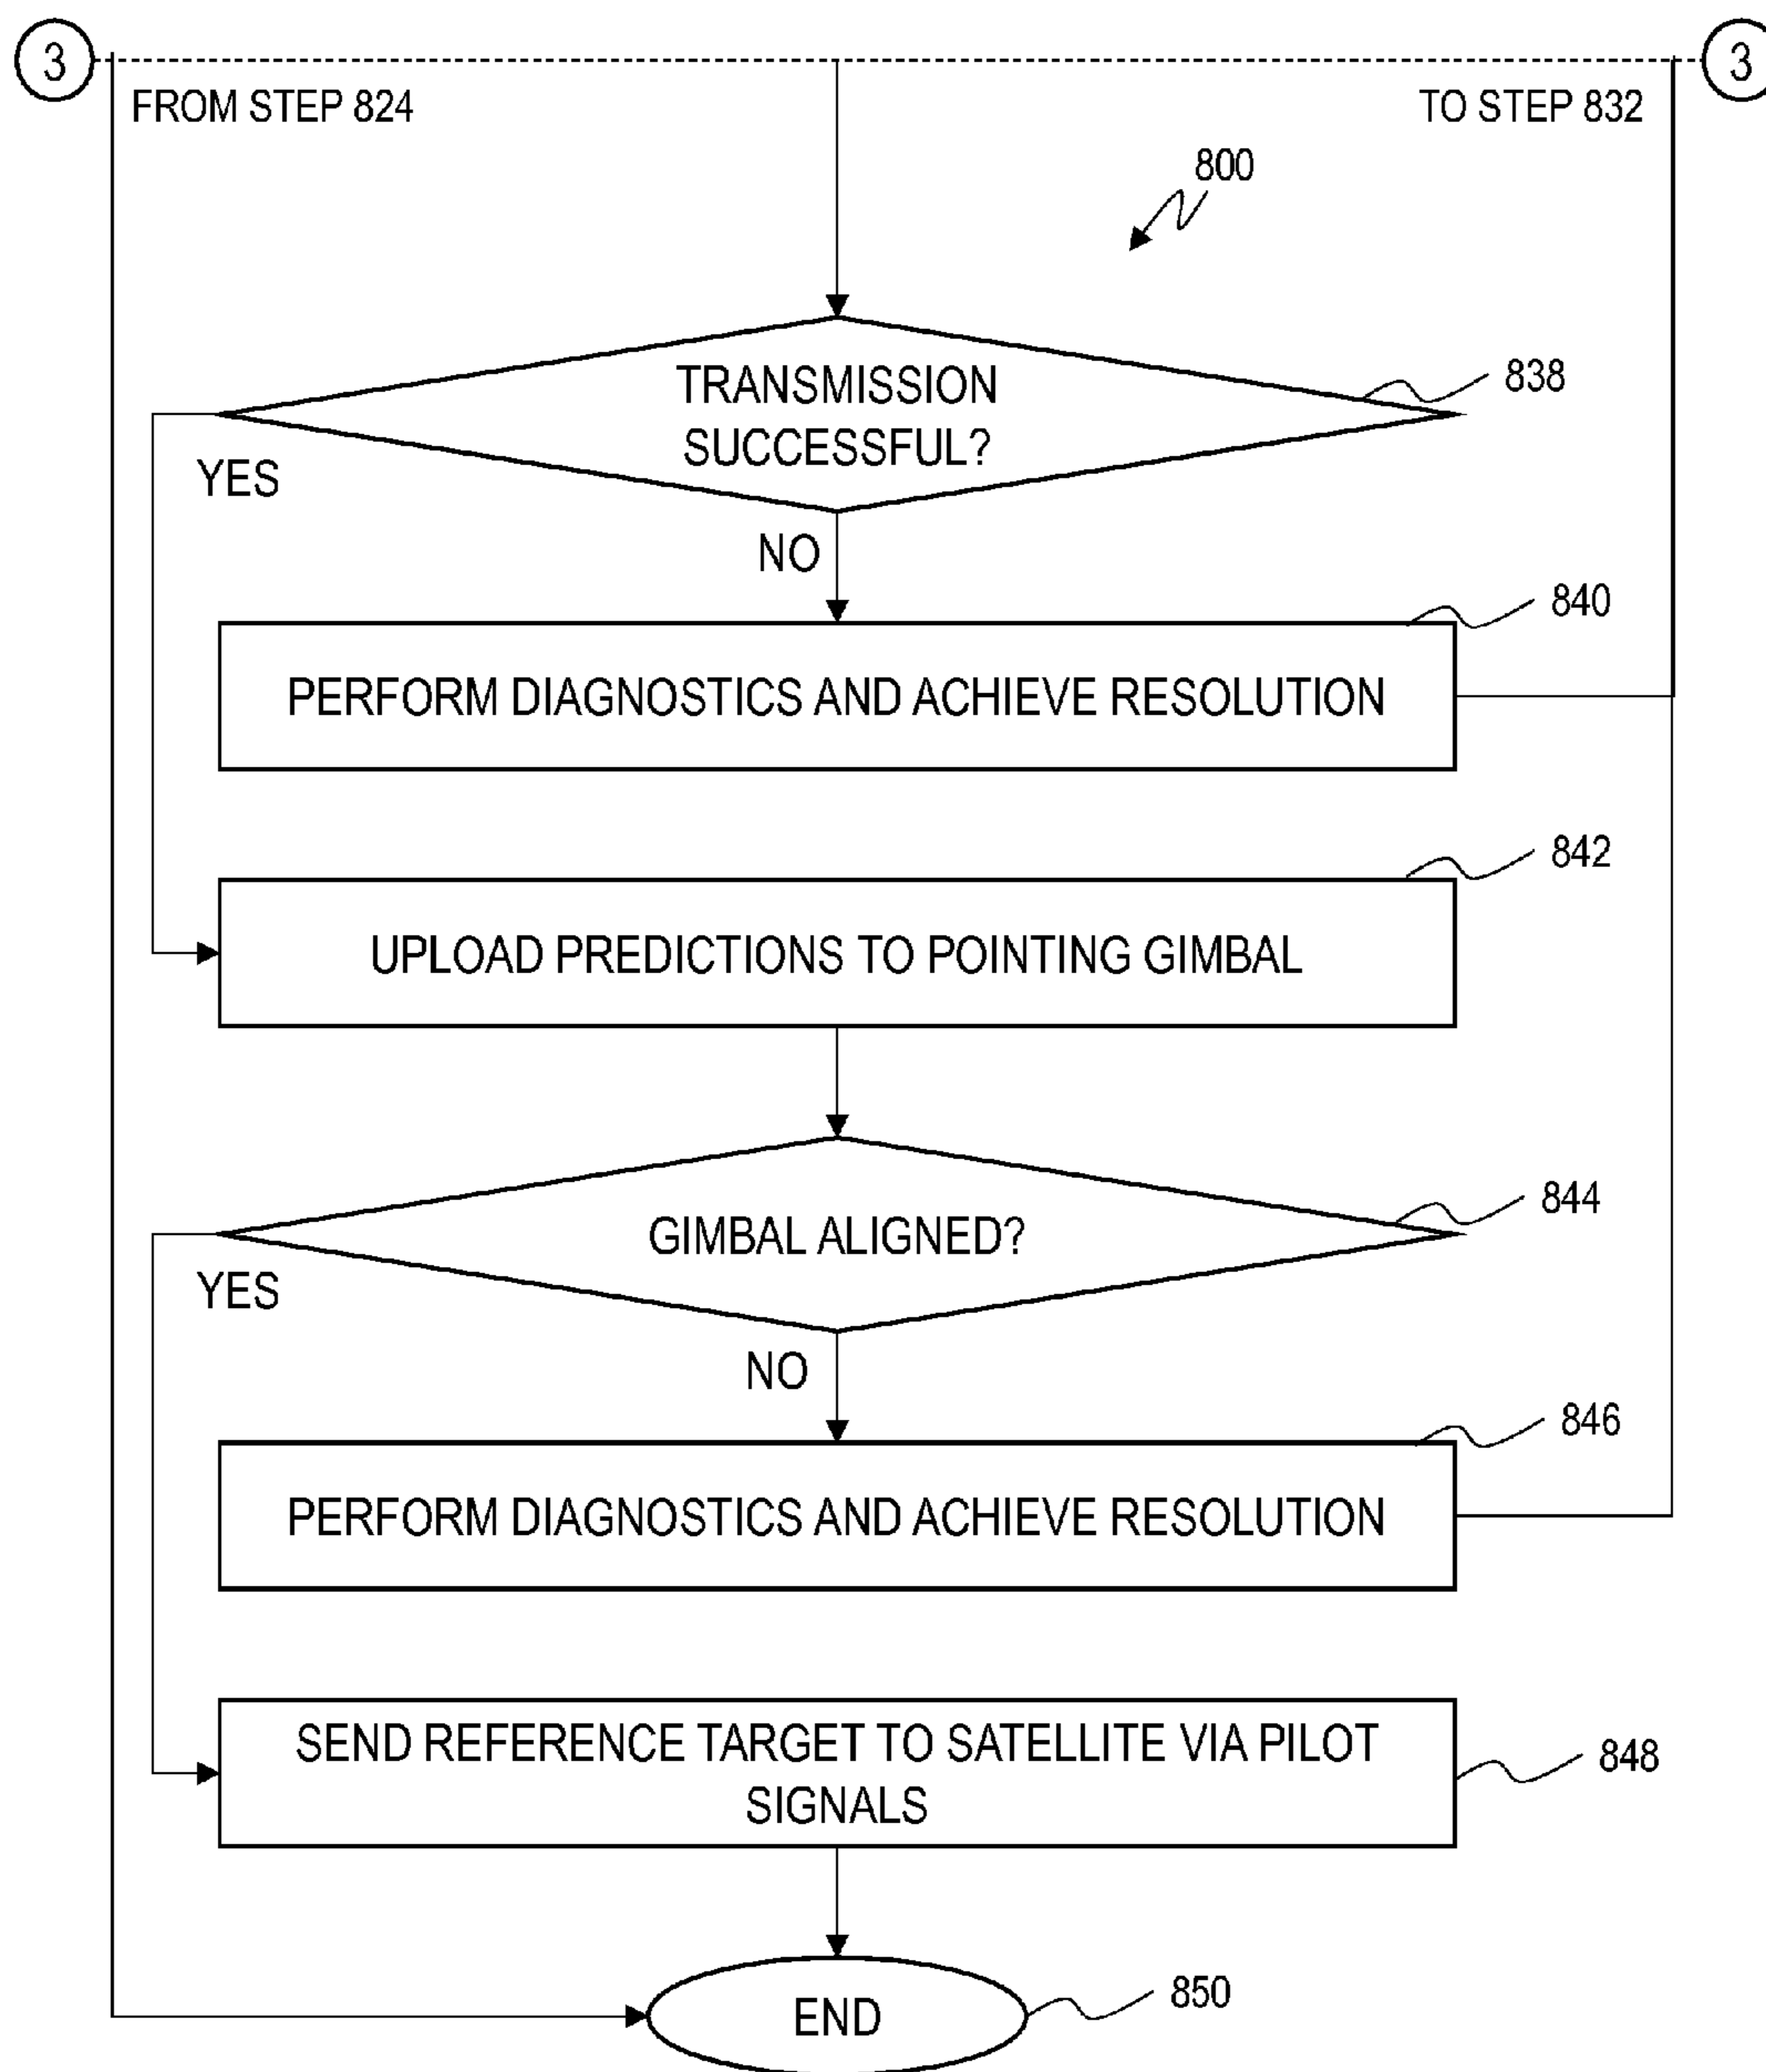 3
3
FROM STEP 824
TO STEP 832
800
TRANSMISSION
SUCCESSFUL?
838
YES
NO
840
PERFORM DIAGNOSTICS AND ACHIEVE RESOLUTION
842
UPLOAD PREDICTIONS TO POINTING GIMBAL
844
GIMBAL ALIGNED?
YES
NO
846
PERFORM DIAGNOSTICS AND ACHIEVE RESOLUTION
SEND REFERENCE TARGET TO SATELLITE VIA PILOT
SIGNALS
848
850
END